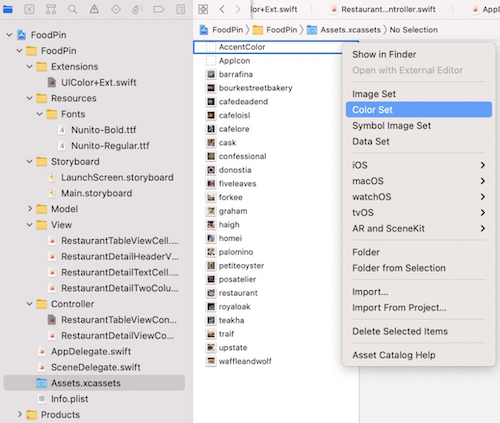 FoodPin
FoodPin
Extensions
UIColor+Ext.swift
Resources
Fonts
Nunito-Bold.ttf
Nunito-Regular.ttf
Storyboard
LaunchScreen.storyboard
Main.storyboard
Model
View
RestaurantTableViewCell....
RestaurantDetailHeaderV...
RestaurantDetailTextCell....
RestaurantDetailTwoColu...
Controller
RestaurantTableViewCon...
RestaurantDetailViewCo...
AppDelegate.swift
SceneDelegate.swift
Assets.xcassets
Info.plist
Products
lor+Ext.swift Restaurant...ntroller.swift AppD
FoodPin FoodPin Assets.xcassets No Selection
AccentColor
AppIcon
barrafina
bourkestreetbakery
cafedeadend
cafeloisl
cafelore
cask
confessional
donostia
fiveleaves
forkee
graham
haigh
homei
palomino
petiteoyster
posatelier
restaurant
royaloak
teakha
traif
upstate
waffleandwolf
Show in Finder
Open with External Editor
Image Set
Color Set
Symbol Image Set
Data Set
iOS
macOS
watchOS
tvOS
AR and SceneKit
Folder
Folder from Selection
Import...
Import From Project...
Delete Selected Items
Asset Catalog Help